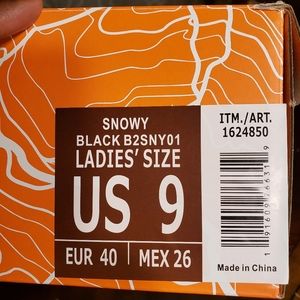 SNOWY
BLACK B2SNY01
LADIES' SIZE
US 9
EUR 40 MEX 26
ITM./ART.
1624850
Made in China